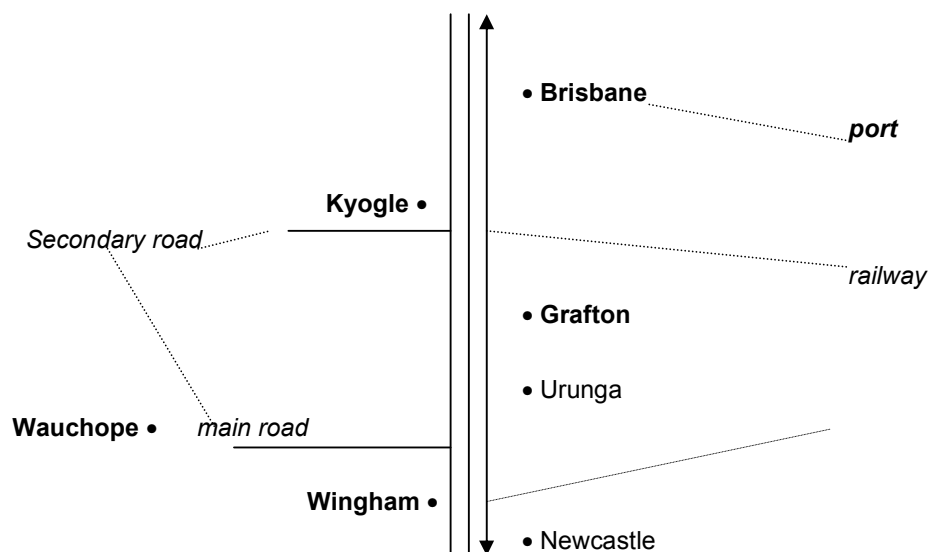 • Brisbane
port
Kyogle •
Secondary road
railway
• Grafton
• Urunga
Wauchope •
main road
Wingham •
• Newcastle